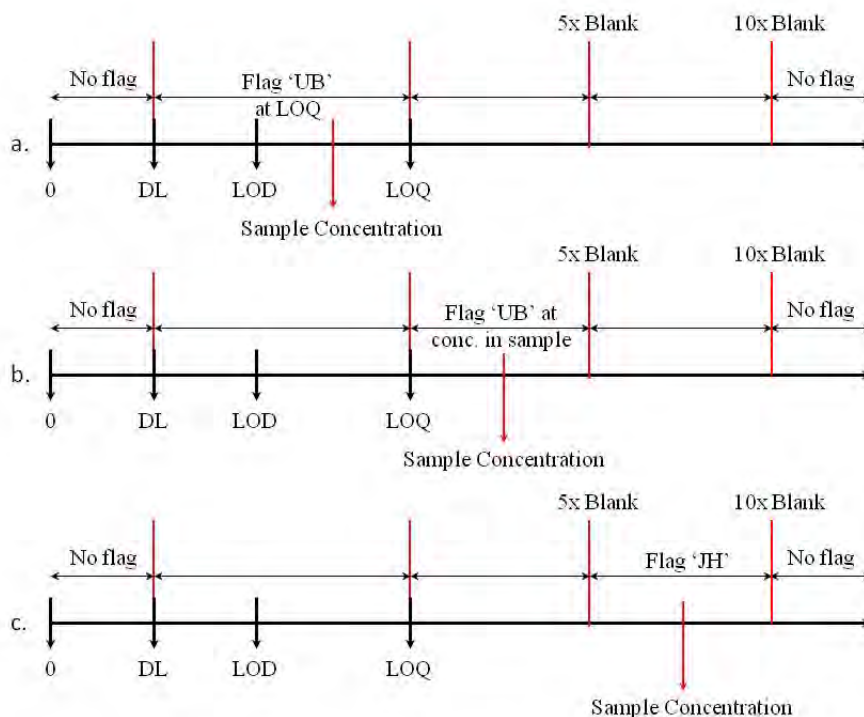 5x Blank 10x Blank
No flag Flag ‘UB’ at LOQ No flag
a.
0 DL LOD LOQ
Sample Concentration
5x Blank 10x Blank
No flag Flag ‘UB’ at conc. in sample No flag
b.
0 DL LOD LOQ
Sample Concentration
5x Blank 10x Blank
No flag Flag ‘JH’ No flag
c.
0 DL LOD LOQ
Sample Concentration